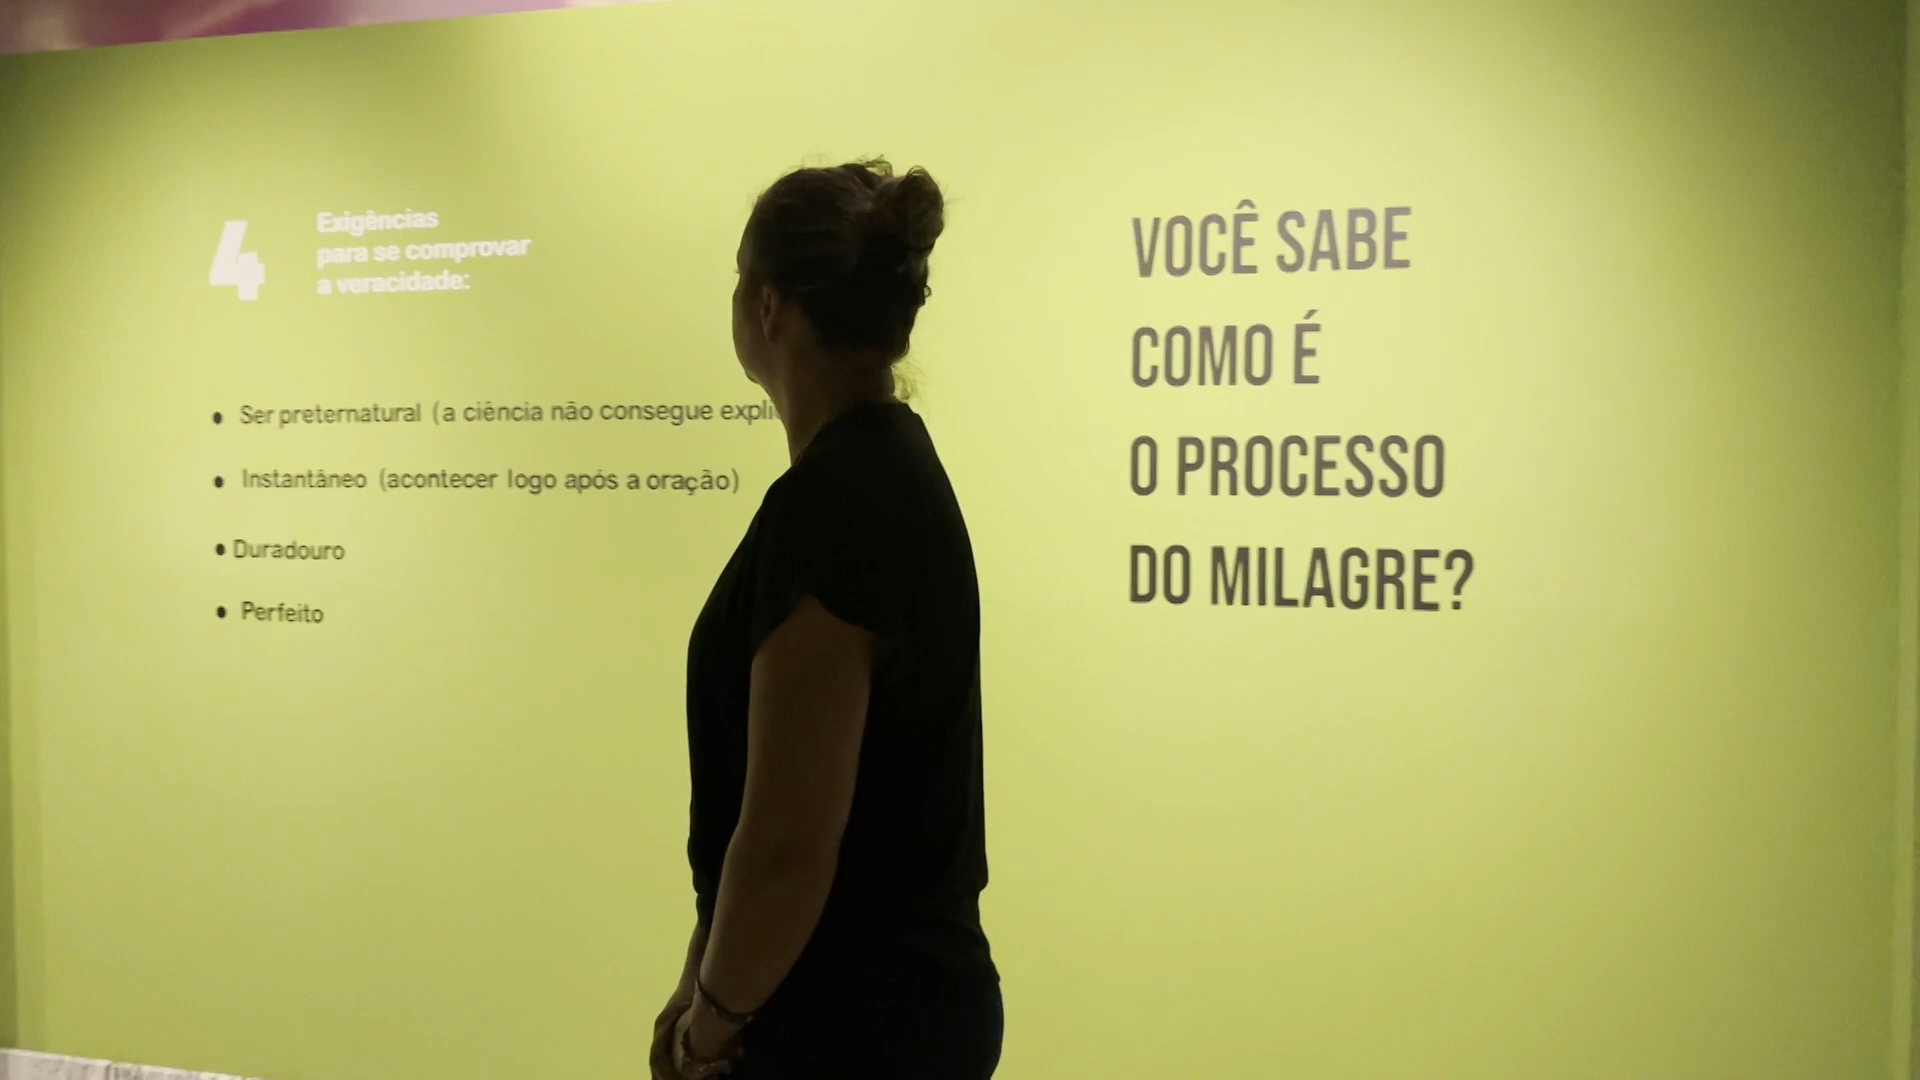 4
Exigências
para se comprovar
a veracidade:
• Ser preternatural (a ciência não consegue
• Instantâneo (acontecer logo após a oração)
• Duradouro
• Perfeito
VOCÊ SABE
COMO É
O PROCESSO
DO MILAGRE?